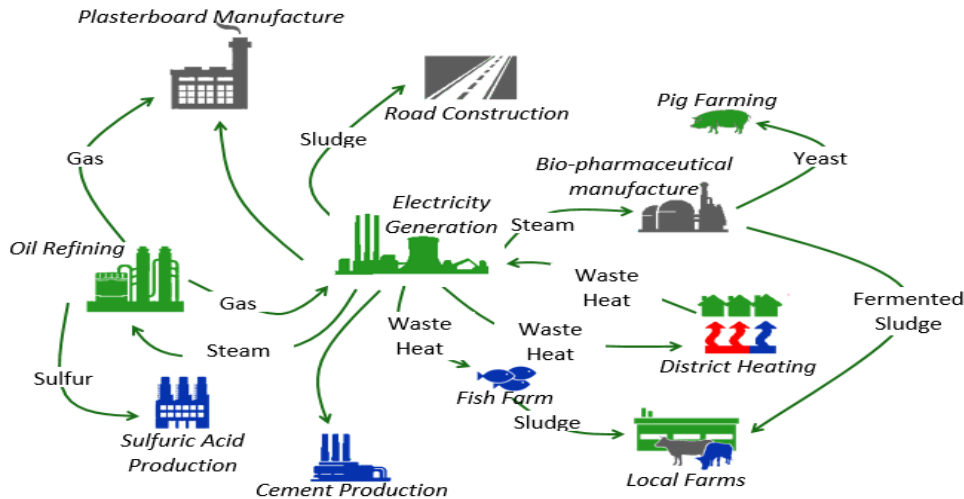 Plasterboard Manufacture
Road Construction
Pig Farming
Sludge
Gas
Yeast
Bio-pharmaceutical
manufacture
Electricity
Generation
Steam
Oil Refining
Gas
Waste
Heat
Fermented
Sludge
Waste
Heat
Waste
Heat
Steam
District Heating
Sulfur
Fish Farm
Sludge
Sulfuric Acid
Production
Local Farms
Cement Production